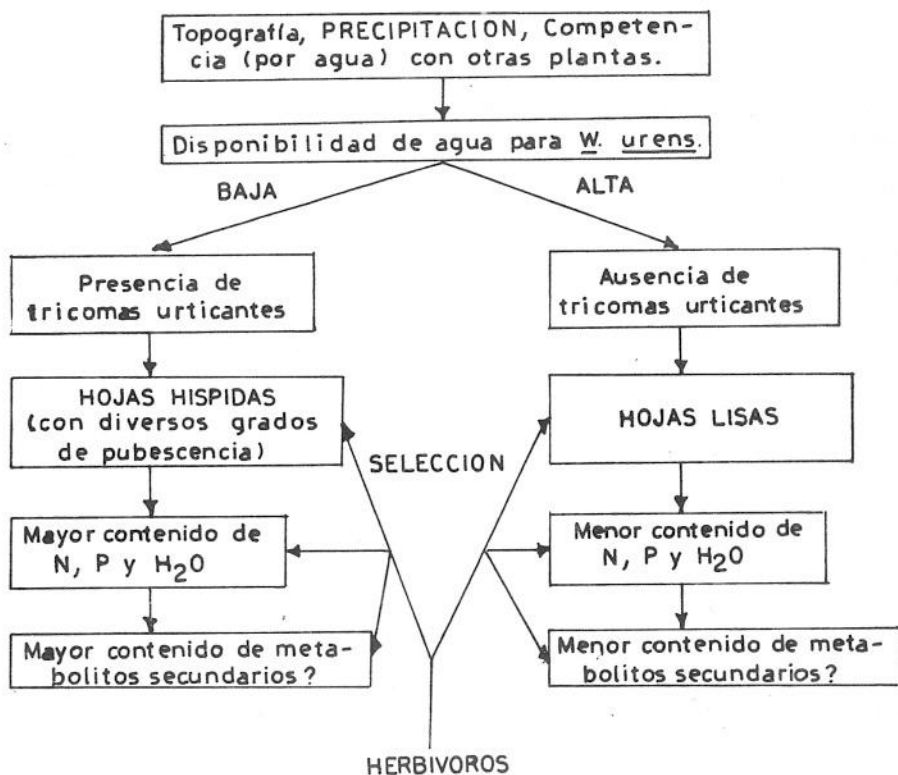 Topografía, PRECIPITACION, Competen-
cia (por agua) con otras plantas.
Disponibilidad de agua para W. urens.
BAJA
ALTA
Presencia de
tricomas urticantes
Ausencia de
tricomas urticantes
HOJAS HISPIDAS
(con diversos grados
de pubescencia)
HOJAS LISAS
SELECCION
Mayor contenido de
N, P y H₂O
Menor contenido de
N, P y H₂O
Mayor contenido de meta-
bolitos secundarios?
Menor contenido de meta-
bolitos secundarios?
HERBIVOROS